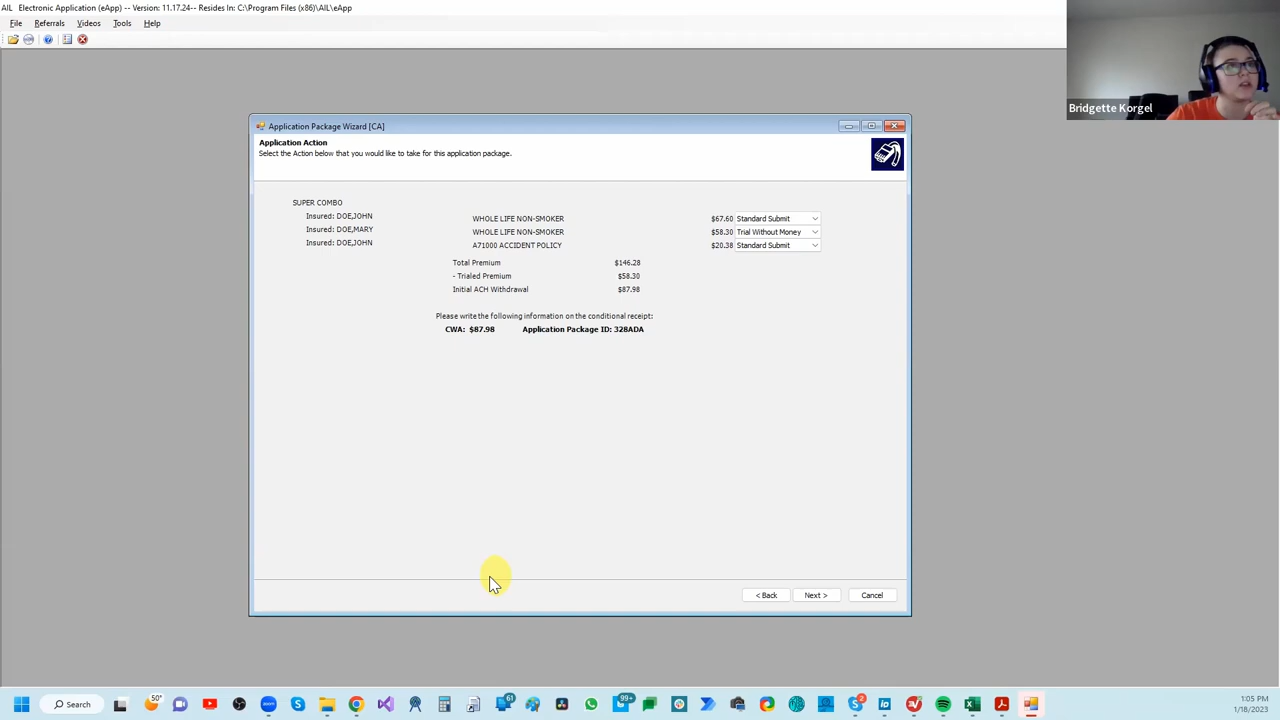 AIL Electronic Application (eApp) -- Version: 11.17.24-- Resides In: C:\Program Files (x86)\AIL\eApp
File Referrals Videos Tools Help
Bridgette Korgel
Application Package Wizard [CA]
Application Action
Select the Action below that you would like to take for this application package.
SUPER COMBO
Insured: DOE,JOHN WHOLE LIFE NON-SMOKER $67.60 Standard Submit
Insured: DOE,MARY WHOLE LIFE NON-SMOKER $58.30 Trial Without Money
Insured: DOE,JOHN A71000 ACCIDENT POLICY $20.38 Standard Submit
Total Premium $146.28
- Trialed Premium $58.30
Initial ACH Withdrawal $87.98
Please write the following information on the conditional receipt:
CWA: $87.98 Application Package ID: 328ADA
< Back Next > Cancel
Search 50° 61 99+ 2
1:05 PM
1/18/2023